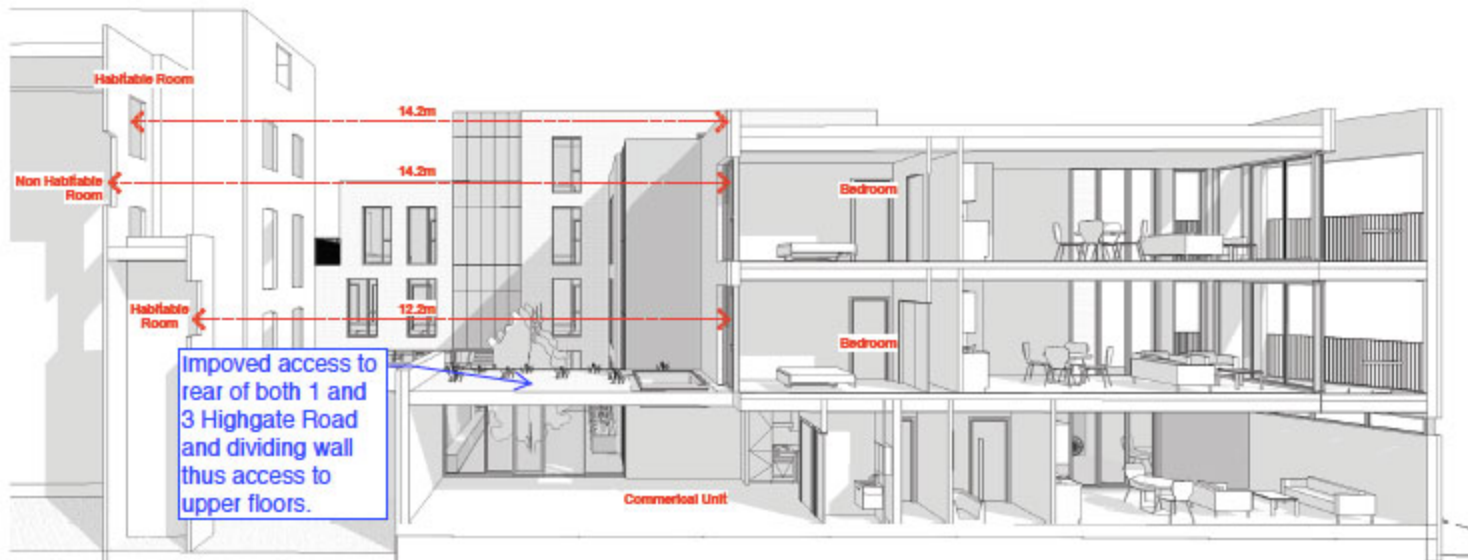 Habitable Room
14.2m
14.2m
Non Habitable
Room
Bedroom
Habitable
Room
12.2m
Bedroom
Impoved access to
rear of both 1 and
3 Highgate Road
and dividing wall
thus access to
upper floors.
Commerical Unit